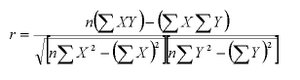 r = n(∑XY)−(∑X∑Y) / √[n∑X²−(∑X)²][n∑Y²−(∑Y)²]